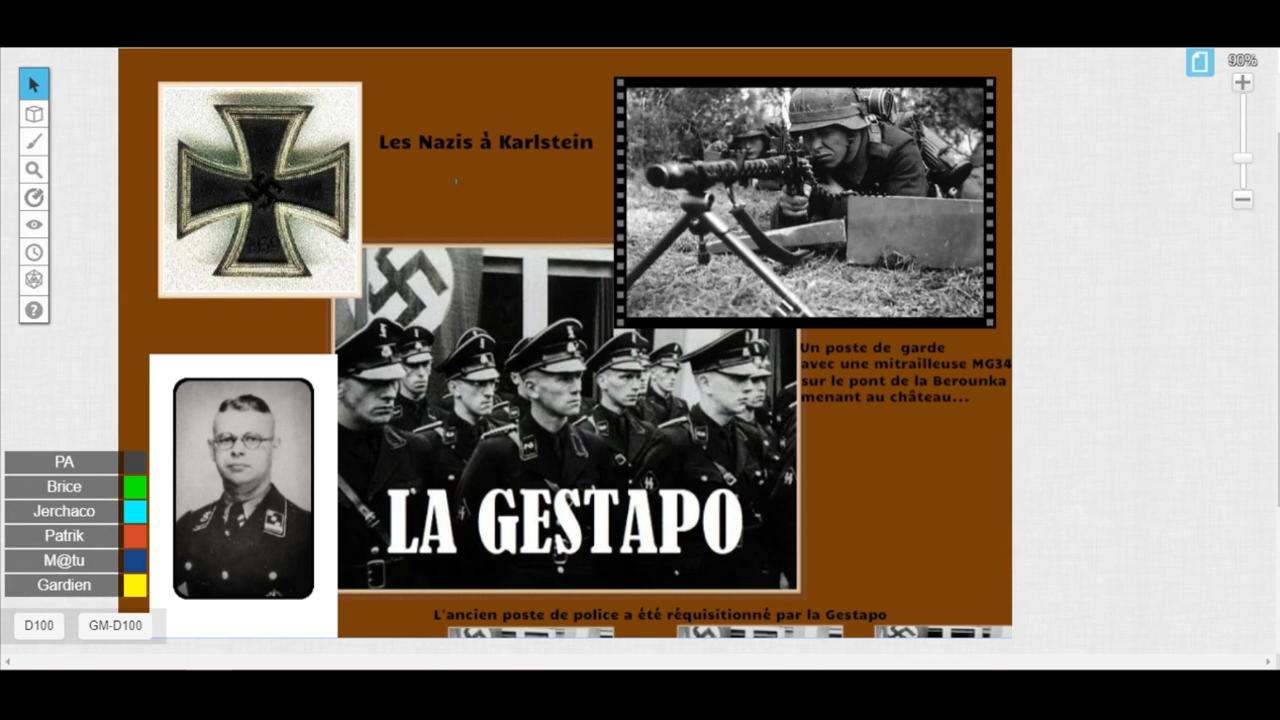 90%
Les Nazis à Karlstein
1939
Un poste de garde
avec une mitrailleuse MG34
sur le pont de la Berounka
menant au château...
LA GESTAPO
PA
Brice
Jerchaco
Patrik
M@tu
Gardien
L'ancien poste de police a été réquisitionné par la Gestapo
D100
GM-D100